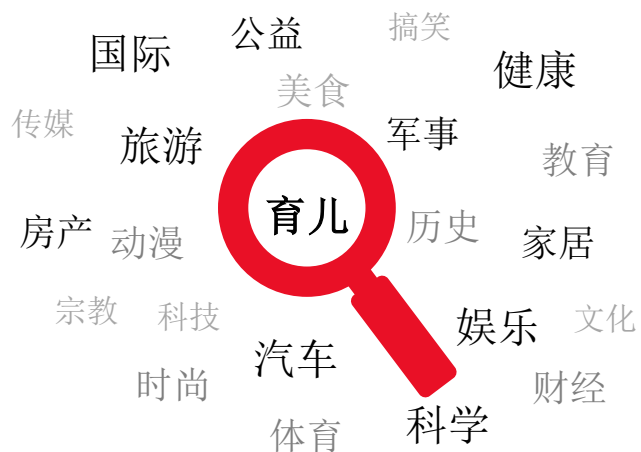 搞笑
公益
国际
健康
美食
传媒
军事
旅游
教育
育儿
历史
房产
动漫
家居
宗教
科技
娱乐
文化
汽车
时尚
财经
科学
体育